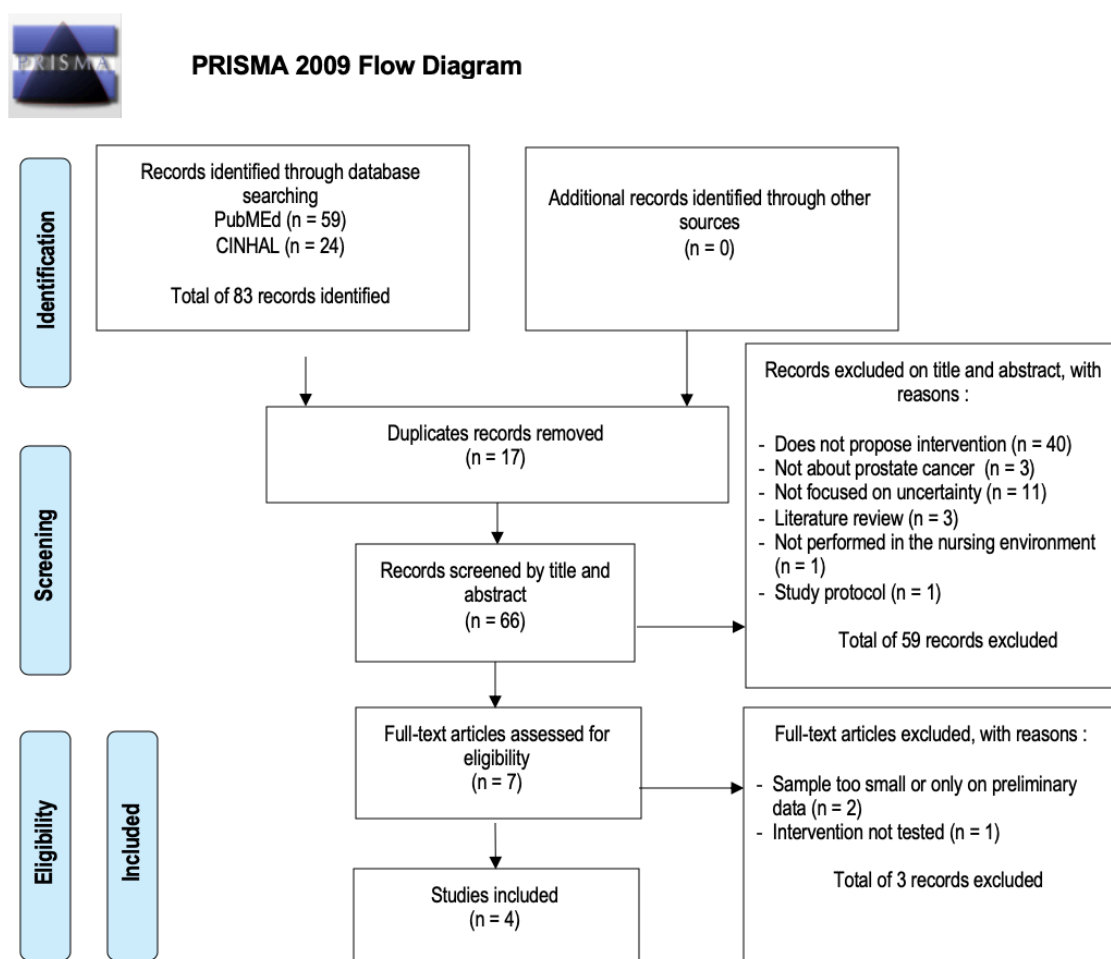 PRISMA
PRISMA 2009 Flow Diagram
Identification
Records identified through database
searching
PubMEd (n = 59)
CINHAL (n = 24)
Total of 83 records identified
Additional records identified through other
sources
(n = 0)
Duplicates records removed
(n = 17)
Screening
Records screened by title and
abstract
(n = 66)
Records excluded on title and abstract, with
reasons :
- Does not propose intervention (n = 40)
- Not about prostate cancer (n = 3)
- Not focused on uncertainty (n = 11)
- Literature review (n = 3)
- Not performed in the nursing environment
(n = 1)
- Study protocol (n = 1)
Total of 59 records excluded
Eligibility
Included
Full-text articles assessed for
eligibility
(n = 7)
Full-text articles excluded, with reasons :
- Sample too small or only on preliminary
data (n = 2)
- Intervention not tested (n = 1)
Total of 3 records excluded
Studies included
(n = 4)